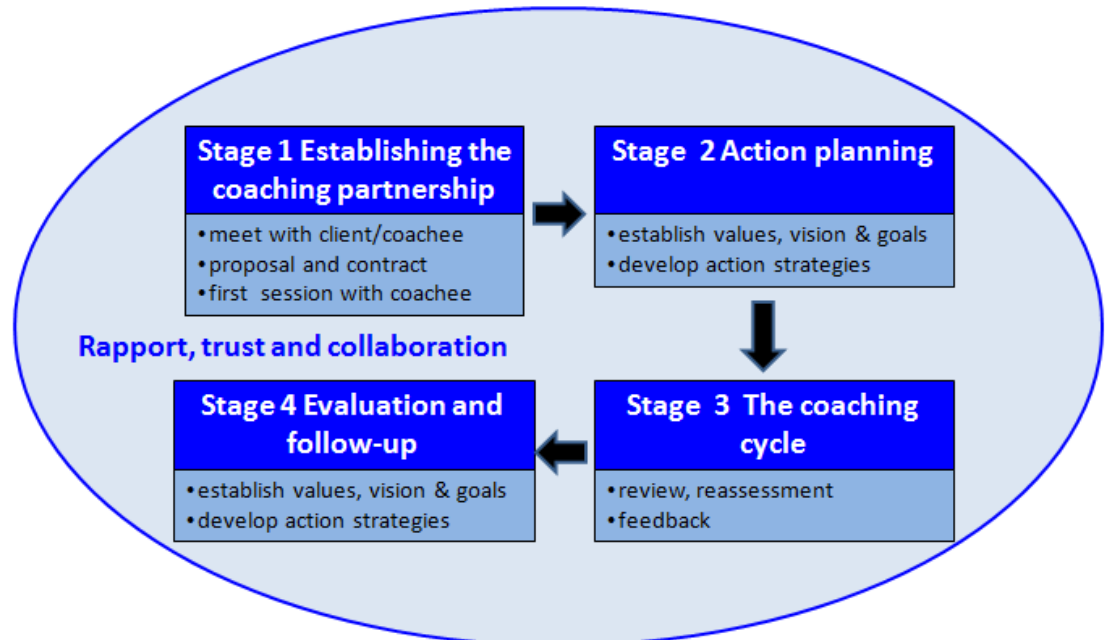 Stage 1 Establishing the
coaching partnership
•meet with client/coachee
•proposal and contract
•first session with coachee
Stage 2 Action planning
•establish values, vision & goals
•develop action strategies
Rapport, trust and collaboration
Stage 3 The coaching
cycle
•review, reassessment
•feedback
Stage 4 Evaluation and
follow-up
•establish values, vision & goals
•develop action strategies